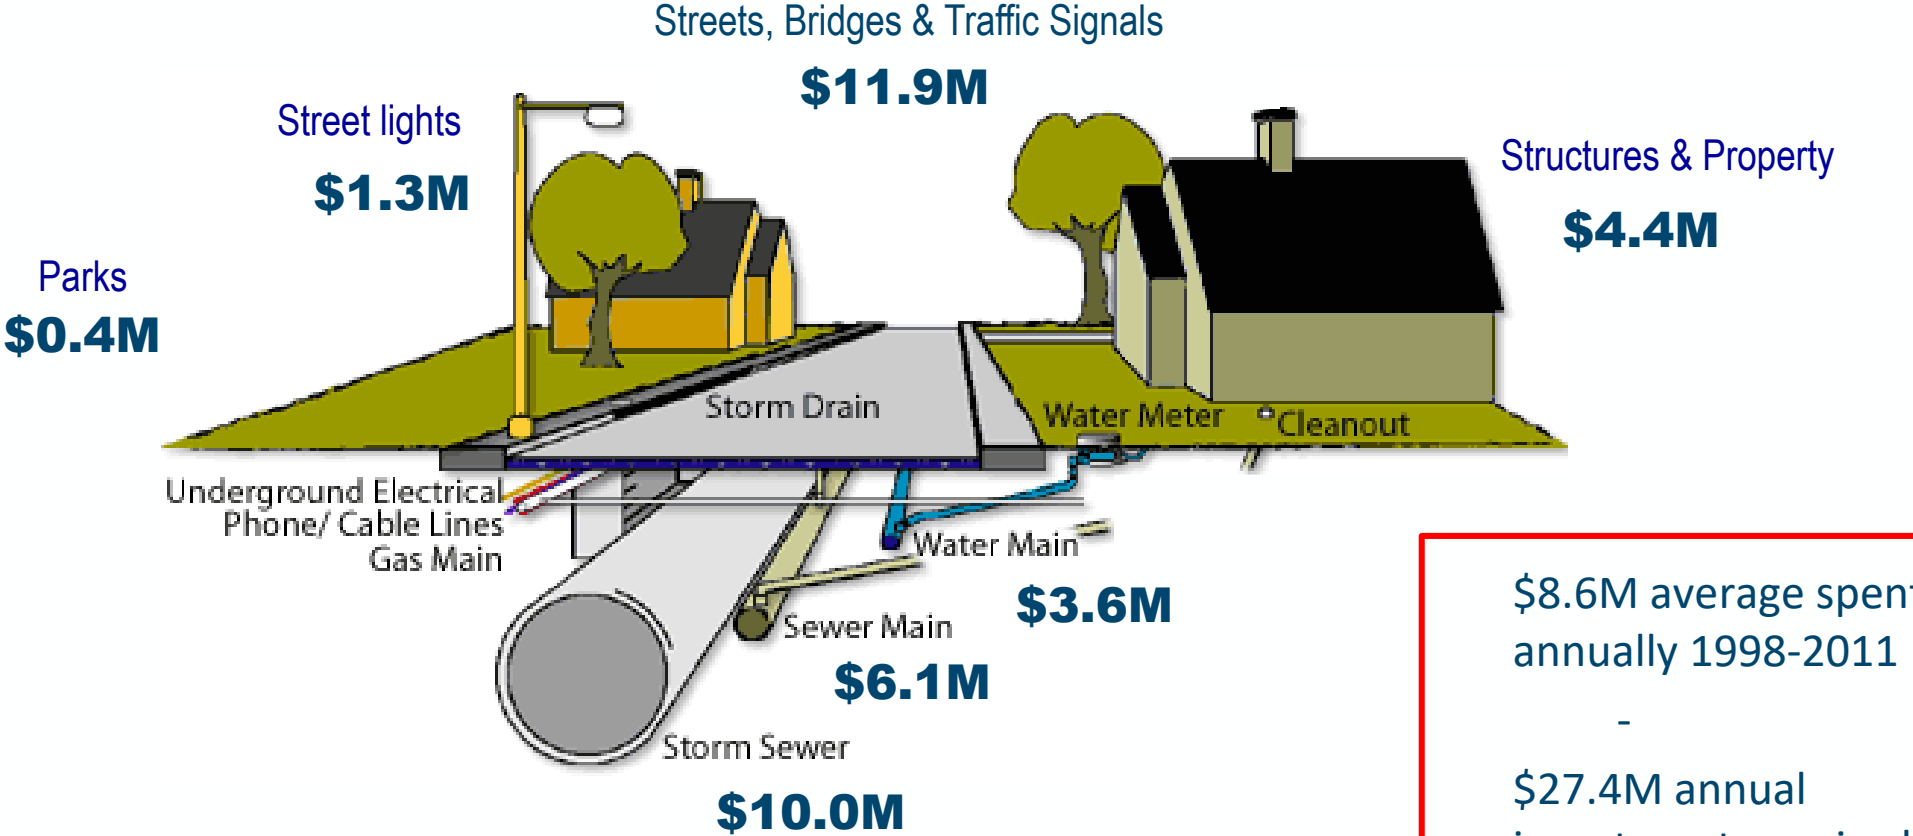 Streets, Bridges & Traffic Signals
$11.9M
Street lights
$1.3M
Structures & Property
$4.4M
Parks
$0.4M
Storm Drain
Water Meter
Cleanout
Underground Electrical
Phone/ Cable Lines
Gas Main
Water Main
$3.6M
Sewer Main
$6.1M
Storm Sewer
$10.0M
$8.6M average spent
annually 1998-2011
-
$27.4M annual